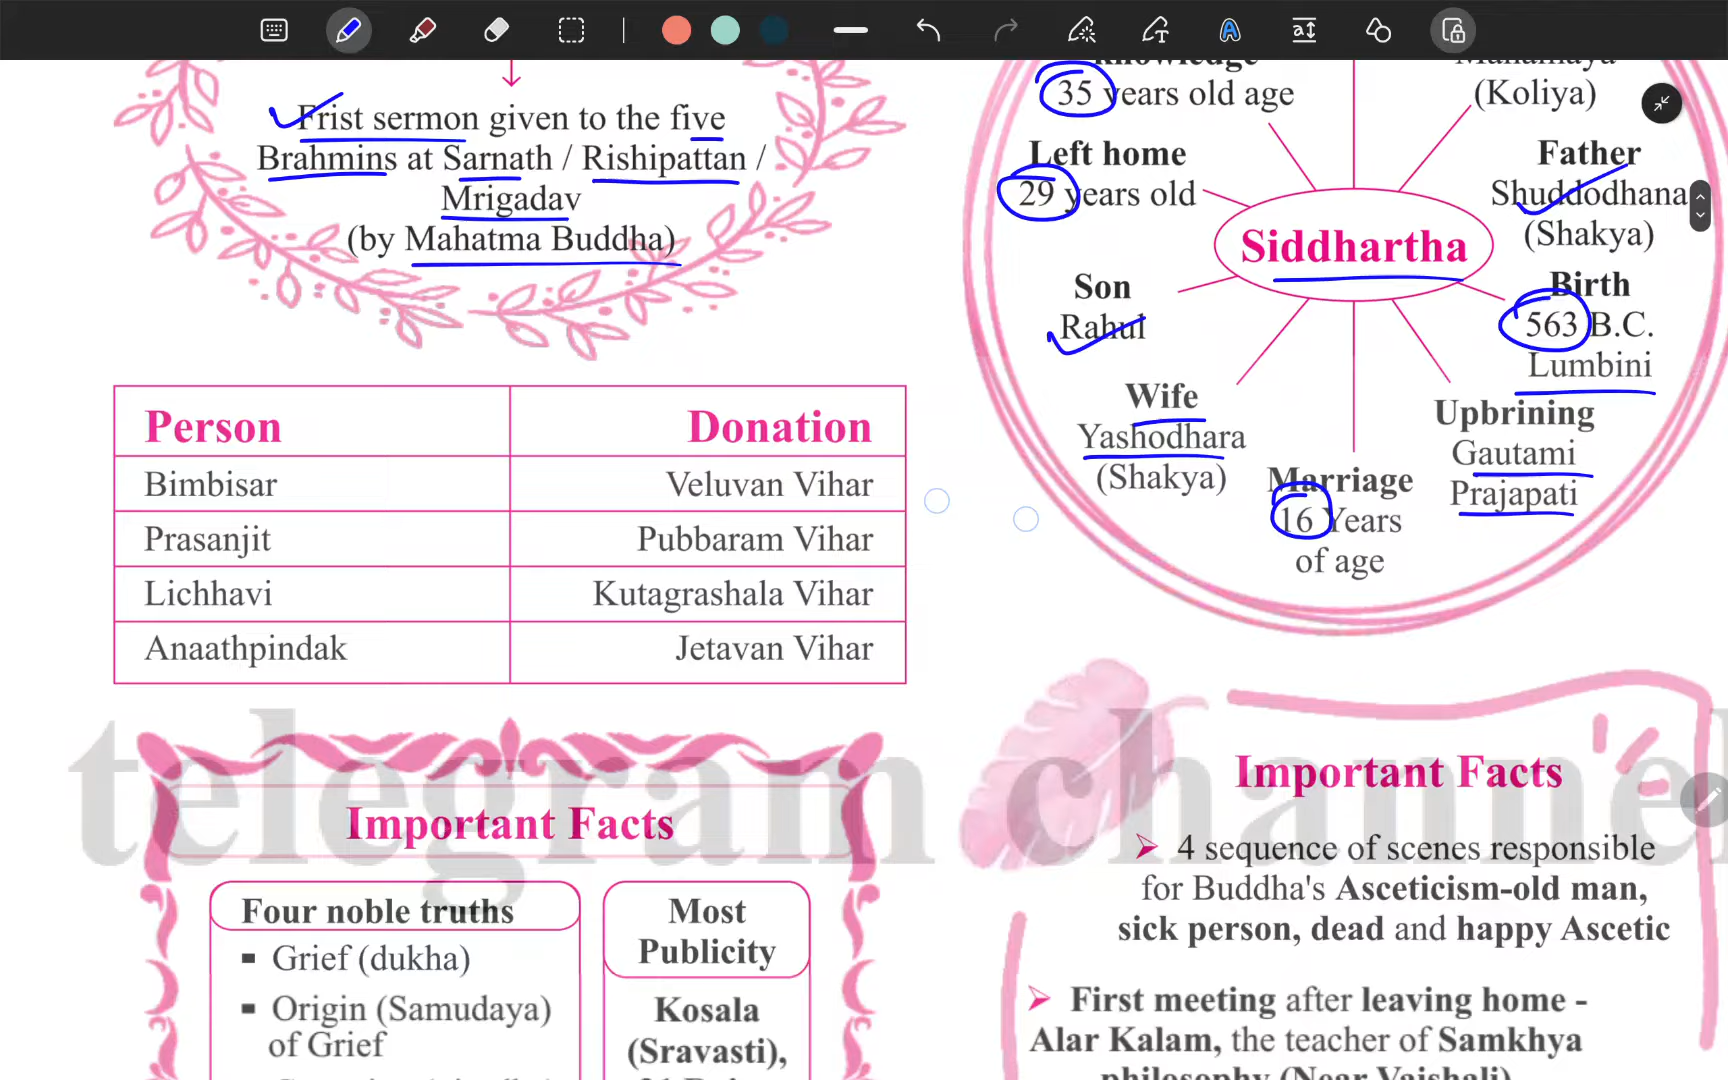 Frist sermon given to the five
Brahmins at Sarnath / Rishipattan /
Mrigadav
(by Mahatma Buddha)
Person Donation
Bimbisar Veluvan Vihar
Prasanjit Pubbaram Vihar
Lichhavi Kutagrashala Vihar
Anaathpindak Jetavan Vihar
Important Facts
Four noble truths
▪ Grief (dukha)
▪ Origin (Samudaya)
of Grief
Most
Publicity
Kosala
(Sravasti),
knowledge
35 years old age
(Koliya)
Left home
29 years old
Father
Shuddodhana
(Shakya)
Siddhartha
Son
Rahul
Birth
563 B.C.
Lumbini
Wife
Yashodhara
(Shakya)
Upbrining
Gautami
Prajapati
Marriage
16 Years
of age
Important Facts
➢ 4 sequence of scenes responsible
for Buddha's Asceticism-old man,
sick person, dead and happy Ascetic
➢ First meeting after leaving home -
Alar Kalam, the teacher of Samkhya
philosophy (Near Vaishali)
telegram channel